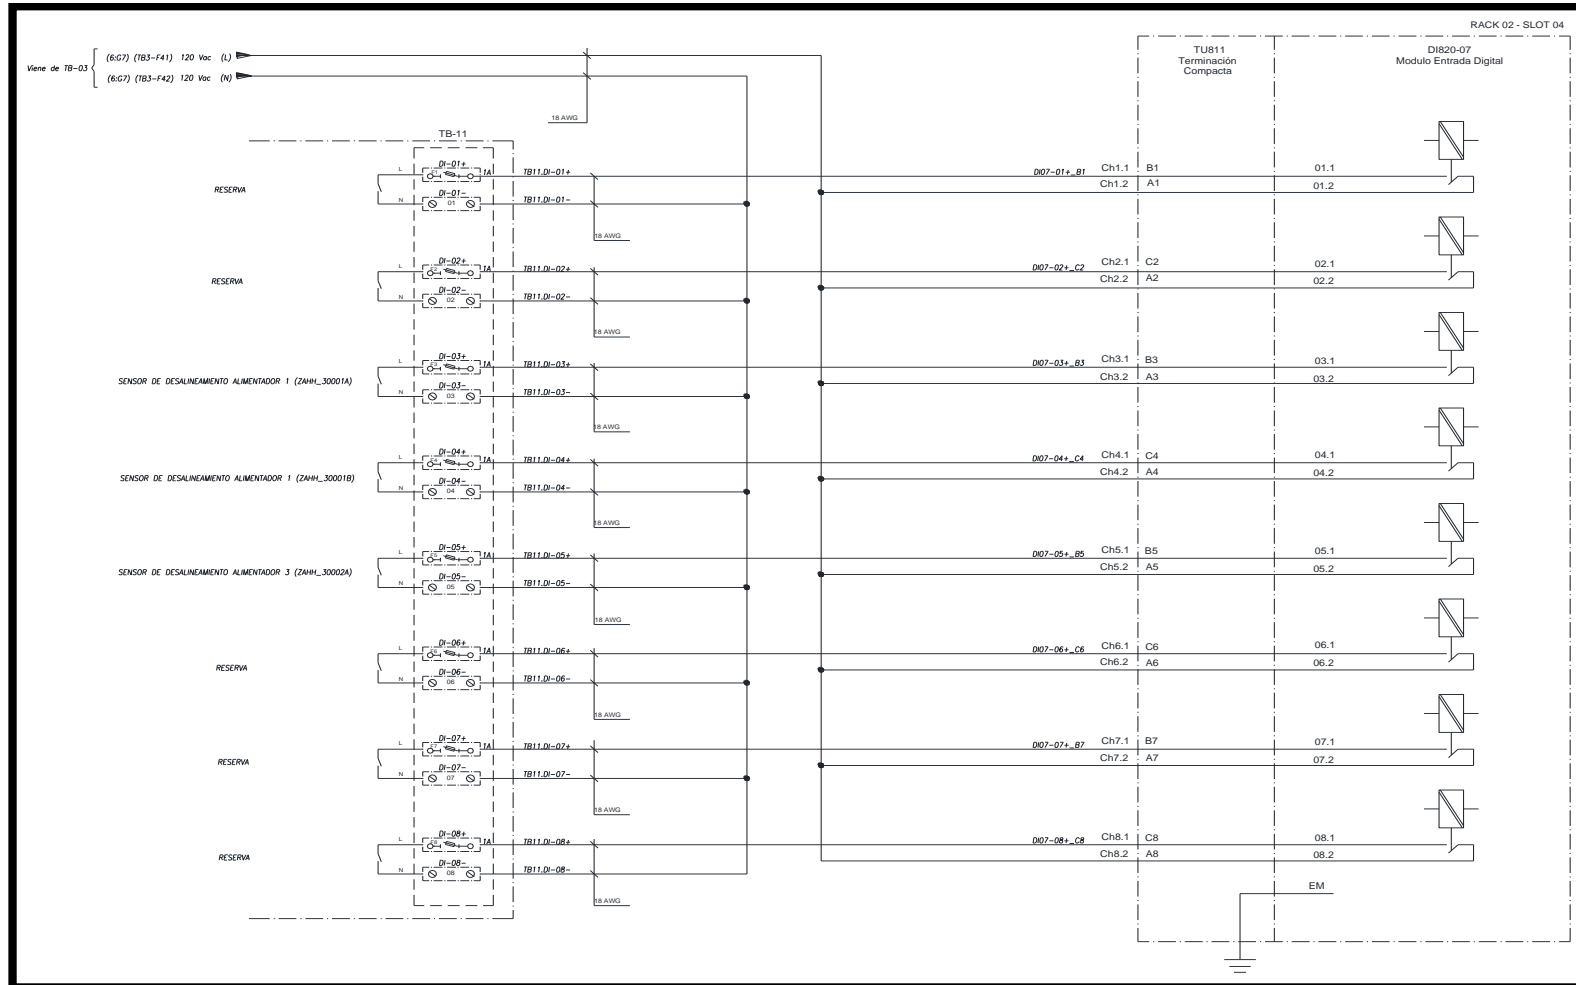 RACK 02 - SLOT 04
Viene de TB-03
(6:G7) (TB3-F41) 120 Vac (L)
(6:G7) (TB3-F42) 120 Vac (N)
18 AWG
TU811
Terminación
Compacta
DI820-07
Modulo Entrada Digital
TB-11
RESERVA
L
DI-01+
F1
1A
TB11.DI-01+
DI07-01+_B1
Ch1.1 B1
01.1
N
DI-01-
01
TB11.DI-01-
Ch1.2 A1
01.2
18 AWG
RESERVA
L
DI-02+
F2
1A
TB11.DI-02+
DI07-02+_C2
Ch2.1 C2
02.1
N
DI-02-
02
TB11.DI-02-
Ch2.2 A2
02.2
18 AWG
SENSOR DE DESALINEAMIENTO ALIMENTADOR 1 (ZAHH_30001A)
L
DI-03+
F3
1A
TB11.DI-03+
DI07-03+_B3
Ch3.1 B3
03.1
N
DI-03-
03
TB11.DI-03-
Ch3.2 A3
03.2
18 AWG
SENSOR DE DESALINEAMIENTO ALIMENTADOR 1 (ZAHH_30001B)
L
DI-04+
F4
1A
TB11.DI-04+
DI07-04+_C4
Ch4.1 C4
04.1
N
DI-04-
04
TB11.DI-04-
Ch4.2 A4
04.2
18 AWG
SENSOR DE DESALINEAMIENTO ALIMENTADOR 3 (ZAHH_30002A)
L
DI-05+
F5
1A
TB11.DI-05+
DI07-05+_B5
Ch5.1 B5
05.1
N
DI-05-
05
TB11.DI-05-
Ch5.2 A5
05.2
18 AWG
RESERVA
L
DI-06+
F6
1A
TB11.DI-06+
DI07-06+_C6
Ch6.1 C6
06.1
N
DI-06-
06
TB11.DI-06-
Ch6.2 A6
06.2
18 AWG
RESERVA
L
DI-07+
F7
1A
TB11.DI-07+
DI07-07+_B7
Ch7.1 B7
07.1
N
DI-07-
07
TB11.DI-07-
Ch7.2 A7
07.2
18 AWG
RESERVA
L
DI-08+
F8
1A
TB11.DI-08+
DI07-08+_C8
Ch8.1 C8
08.1
N
DI-08-
08
TB11.DI-08-
Ch8.2 A8
08.2
18 AWG
EM